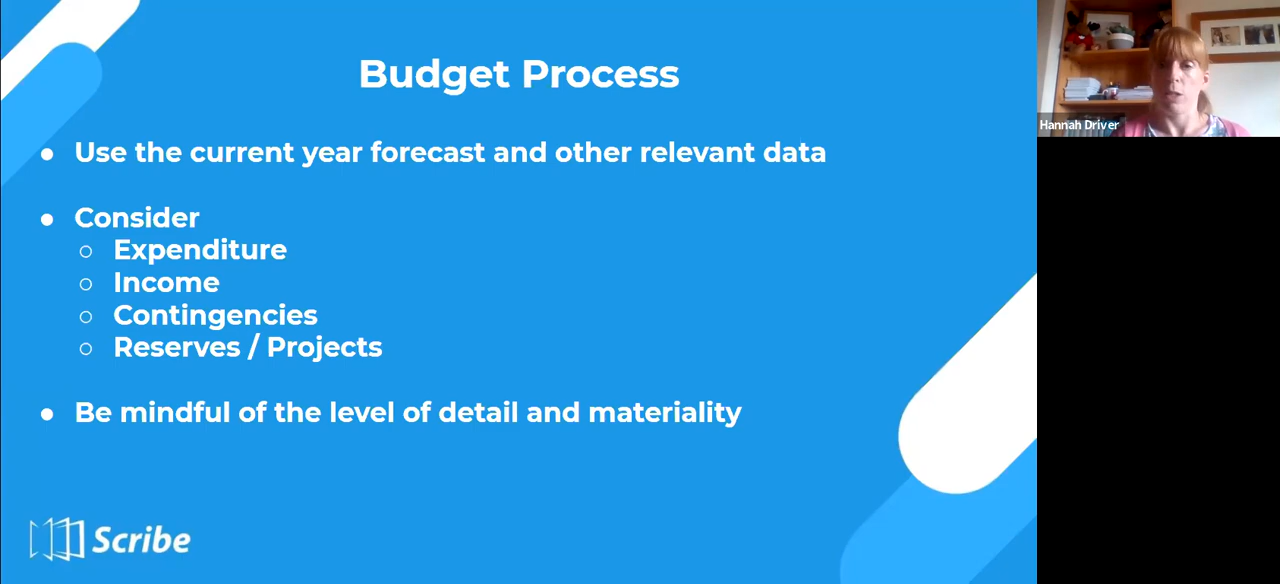 Budget Process
● Use the current year forecast and other relevant data
● Consider
○ Expenditure
○ Income
○ Contingencies
○ Reserves / Projects
● Be mindful of the level of detail and materiality
Scribe
Hannah Driver